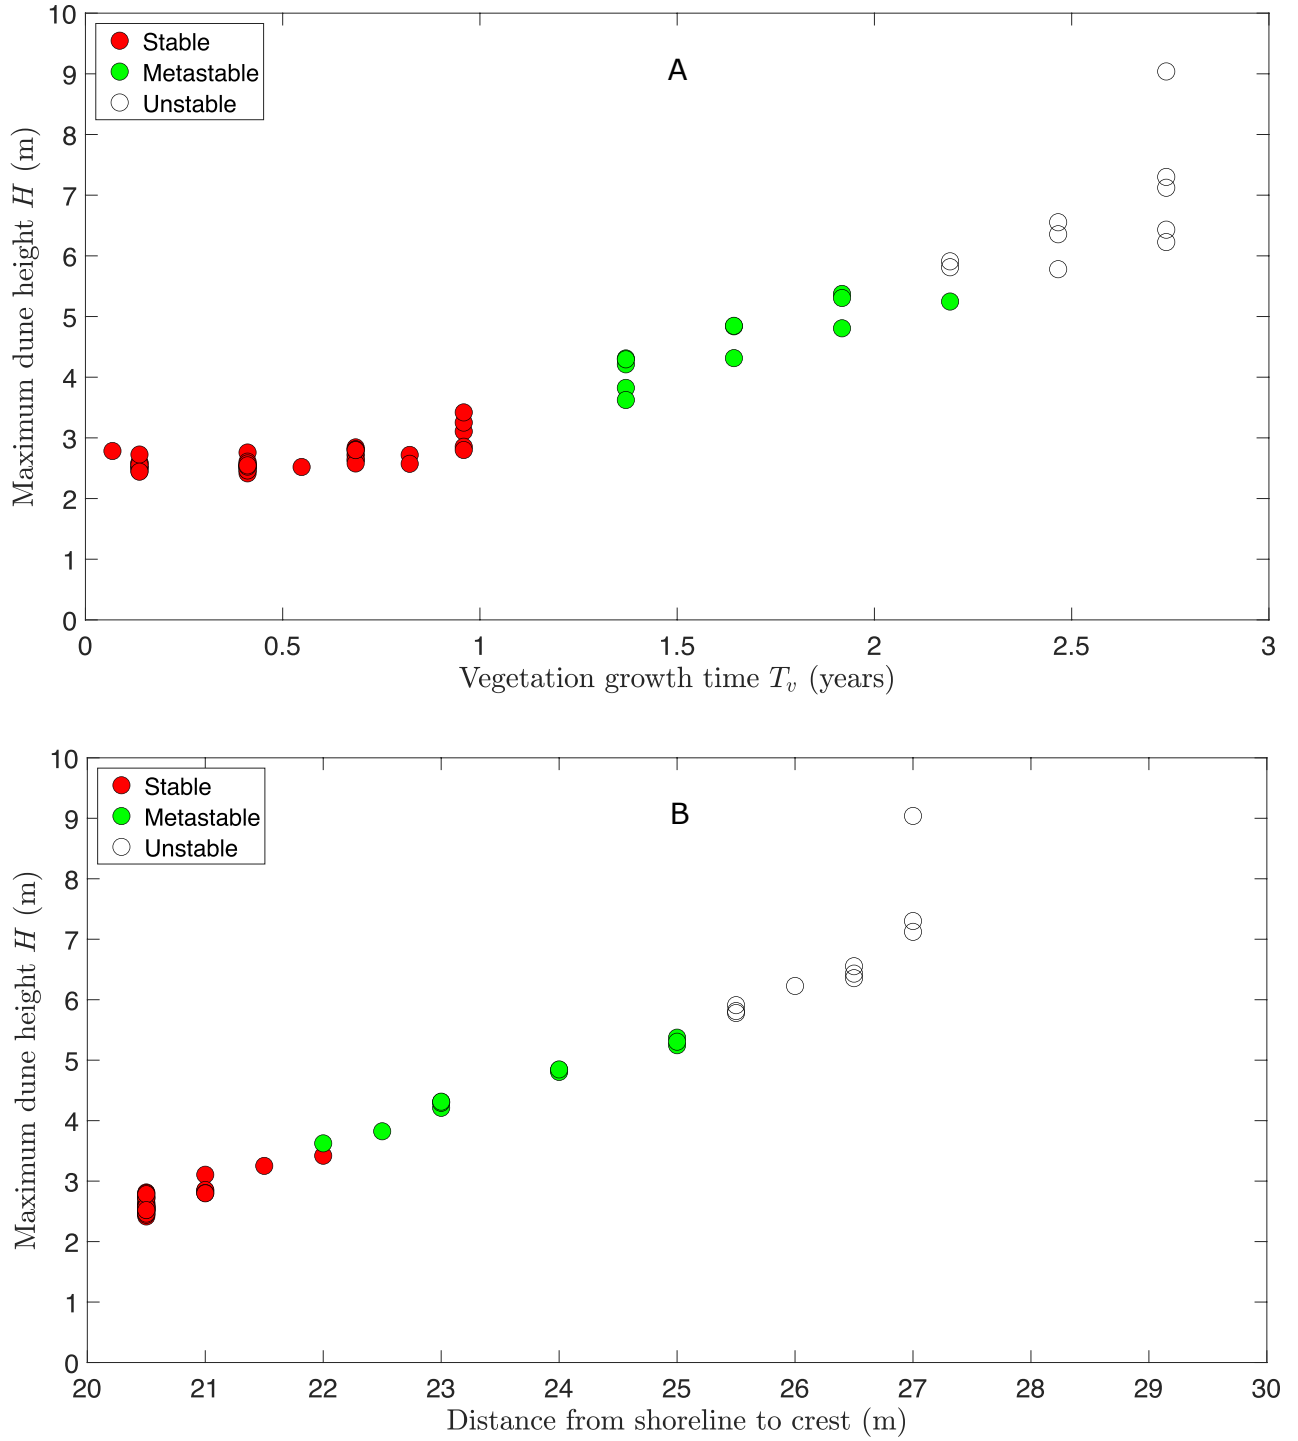 10
9
8
7
6
5
4
3
2
1
0
Maximum dune height H (m)
Stable
Metastable
Unstable
A
0 0.5 1 1.5 2 2.5 3
Vegetation growth time Tv (years)
10
9
8
7
6
5
4
3
2
1
0
Maximum dune height H (m)
Stable
Metastable
Unstable
B
20 21 22 23 24 25 26 27 28 29 30
Distance from shoreline to crest (m)